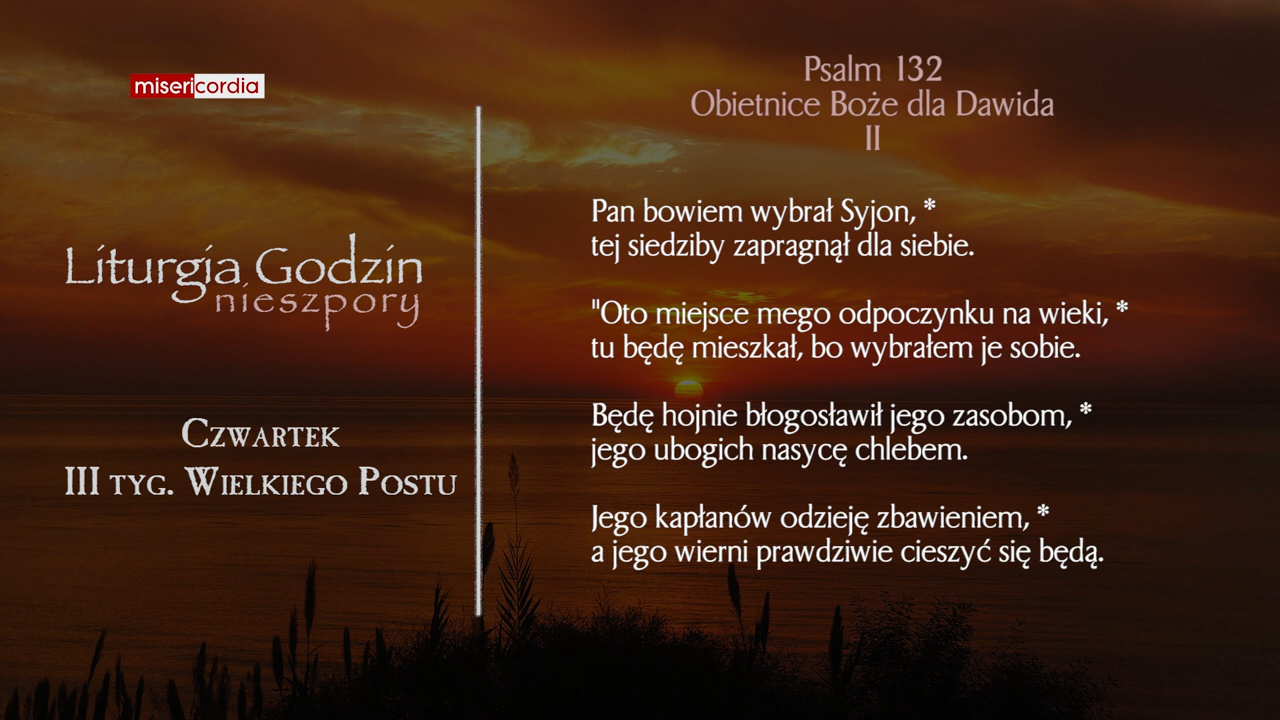 misericordia
Liturgia Godzin
nieszpory
Czwartek
III tyg. Wielkiego Postu
Psalm 132
Obietnice Boże dla Dawida
II
Pan bowiem wybrał Syjon, *
tej siedziby zapragnął dla siebie.
"Oto miejsce mego odpoczynku na wieki, *
tu będę mieszkał, bo wybrałem je sobie.
Będę hojnie błogosławił jego zasobom, *
jego ubogich nasycę chlebem.
Jego kapłanów odzieję zbawieniem, *
a jego wierni prawdziwie cieszyć się będą.